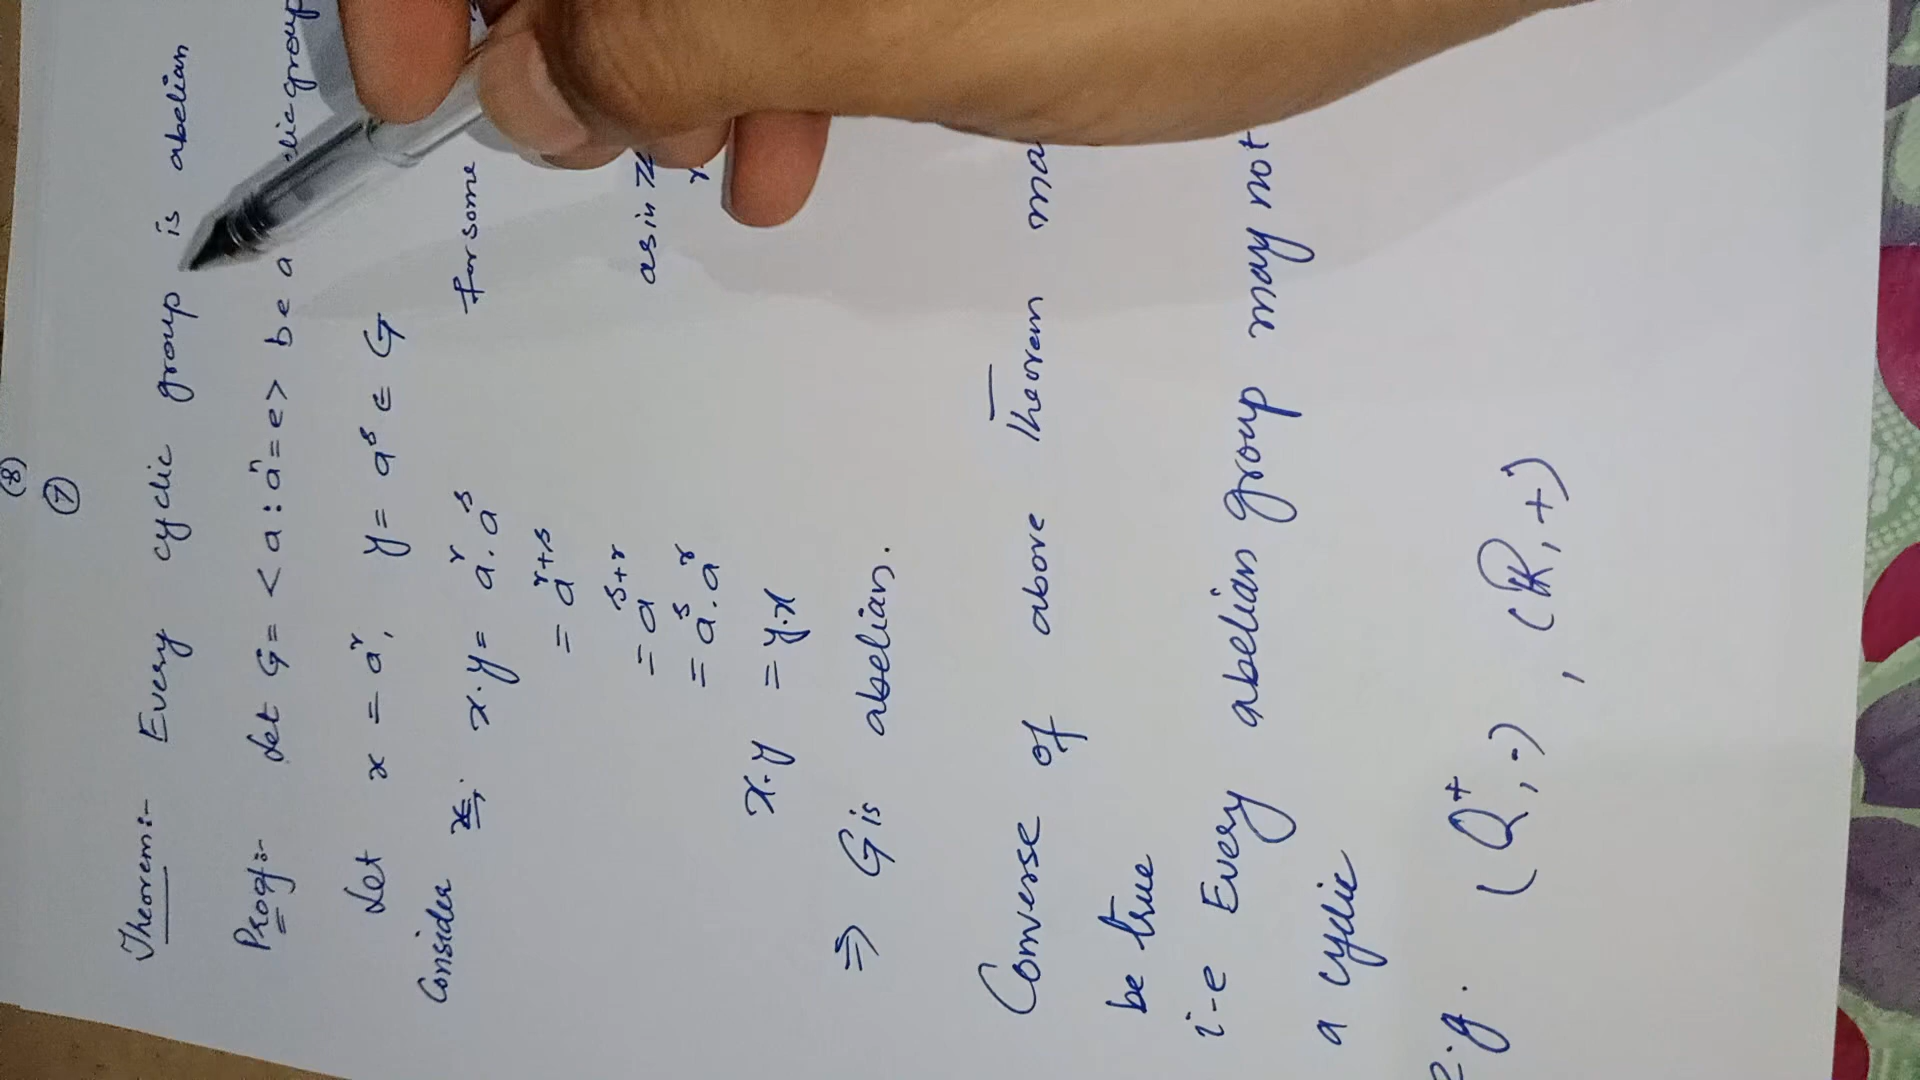 (8)
(7)
Theorem:- Every cyclic group is abelian
Proof:- Let G = < a : aⁿ = e > be a clic group
Let x = aʳ, y = aˢ ∈ G
Consider x·y = aʳ·aˢ for some
= aʳ⁺ˢ
= aˢ⁺ʳ as in ℤ
= aˢ·aʳ
x·y = y·x
⇒ G is abelian.
Converse of above Theorem ma
be true
i-e Every abelian group may not
a cyclic
e.g. (Q⁺, ·) , (ℝ, +)